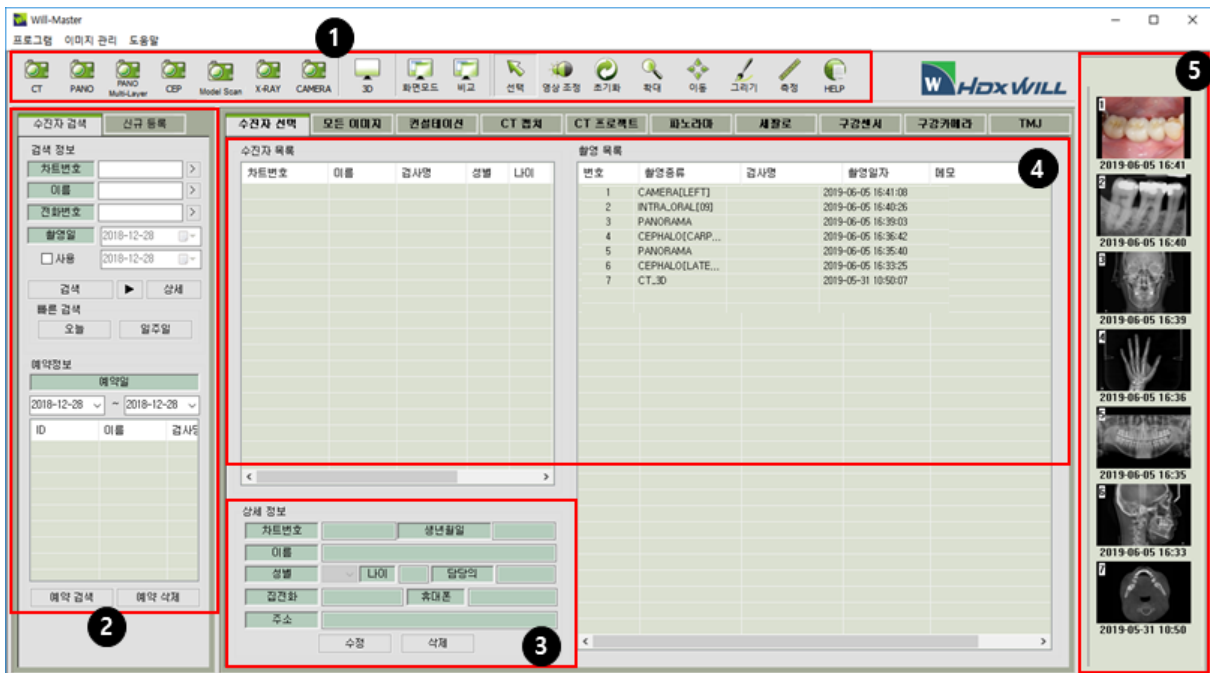 Will-Master
프로그램 이미지 관리 도움말
1
CT PANO PANO Multi-Layer CEP Model Scan X-RAY CAMERA 3D 화면모드 비교 선택 영상 조정 초기화 확대 이동 그리기 측정 HELP
W HDXWILL
5
수진자 검색 신규 등록
검색 정보
차트번호 >
이름 >
전화번호 >
촬영일 2018-12-28
사용 2018-12-28
검색 ▶ 상세
빠른 검색
오늘 일주일
예약정보
예약일
2018-12-28 ~ 2018-12-28
ID 이름 검사명
예약 검색 예약 삭제
2
수진자 선택 모든 이미지 컨설테이션 CT 캡쳐 CT 프로젝트 파노라마 세팔로 구강센서 구강카메라 TMJ
수진자 목록
차트번호 이름 검사명 성별 나이
촬영 목록
4
번호 촬영종류 검사명 촬영일자 메모
1 CAMERA[LEFT] 2019-06-05 16:41:08
2 INTRA_ORAL[09] 2019-06-05 16:40:26
3 PANORAMA 2019-06-05 16:39:03
4 CEPHALO[CARP... 2019-06-05 16:36:42
5 PANORAMA 2019-06-05 16:35:40
6 CEPHALO[LATE... 2019-06-05 16:33:25
7 CT_3D 2019-05-31 10:50:07
상세 정보
차트번호 생년월일
이름
성별 나이 담당의
집전화 휴대폰
주소
수정 삭제
3
1
2019-06-05 16:41
2
2019-06-05 16:40
3
2019-06-05 16:39
4
2019-06-05 16:36
5
2019-06-05 16:35
6
2019-06-05 16:33
7
2019-05-31 10:50